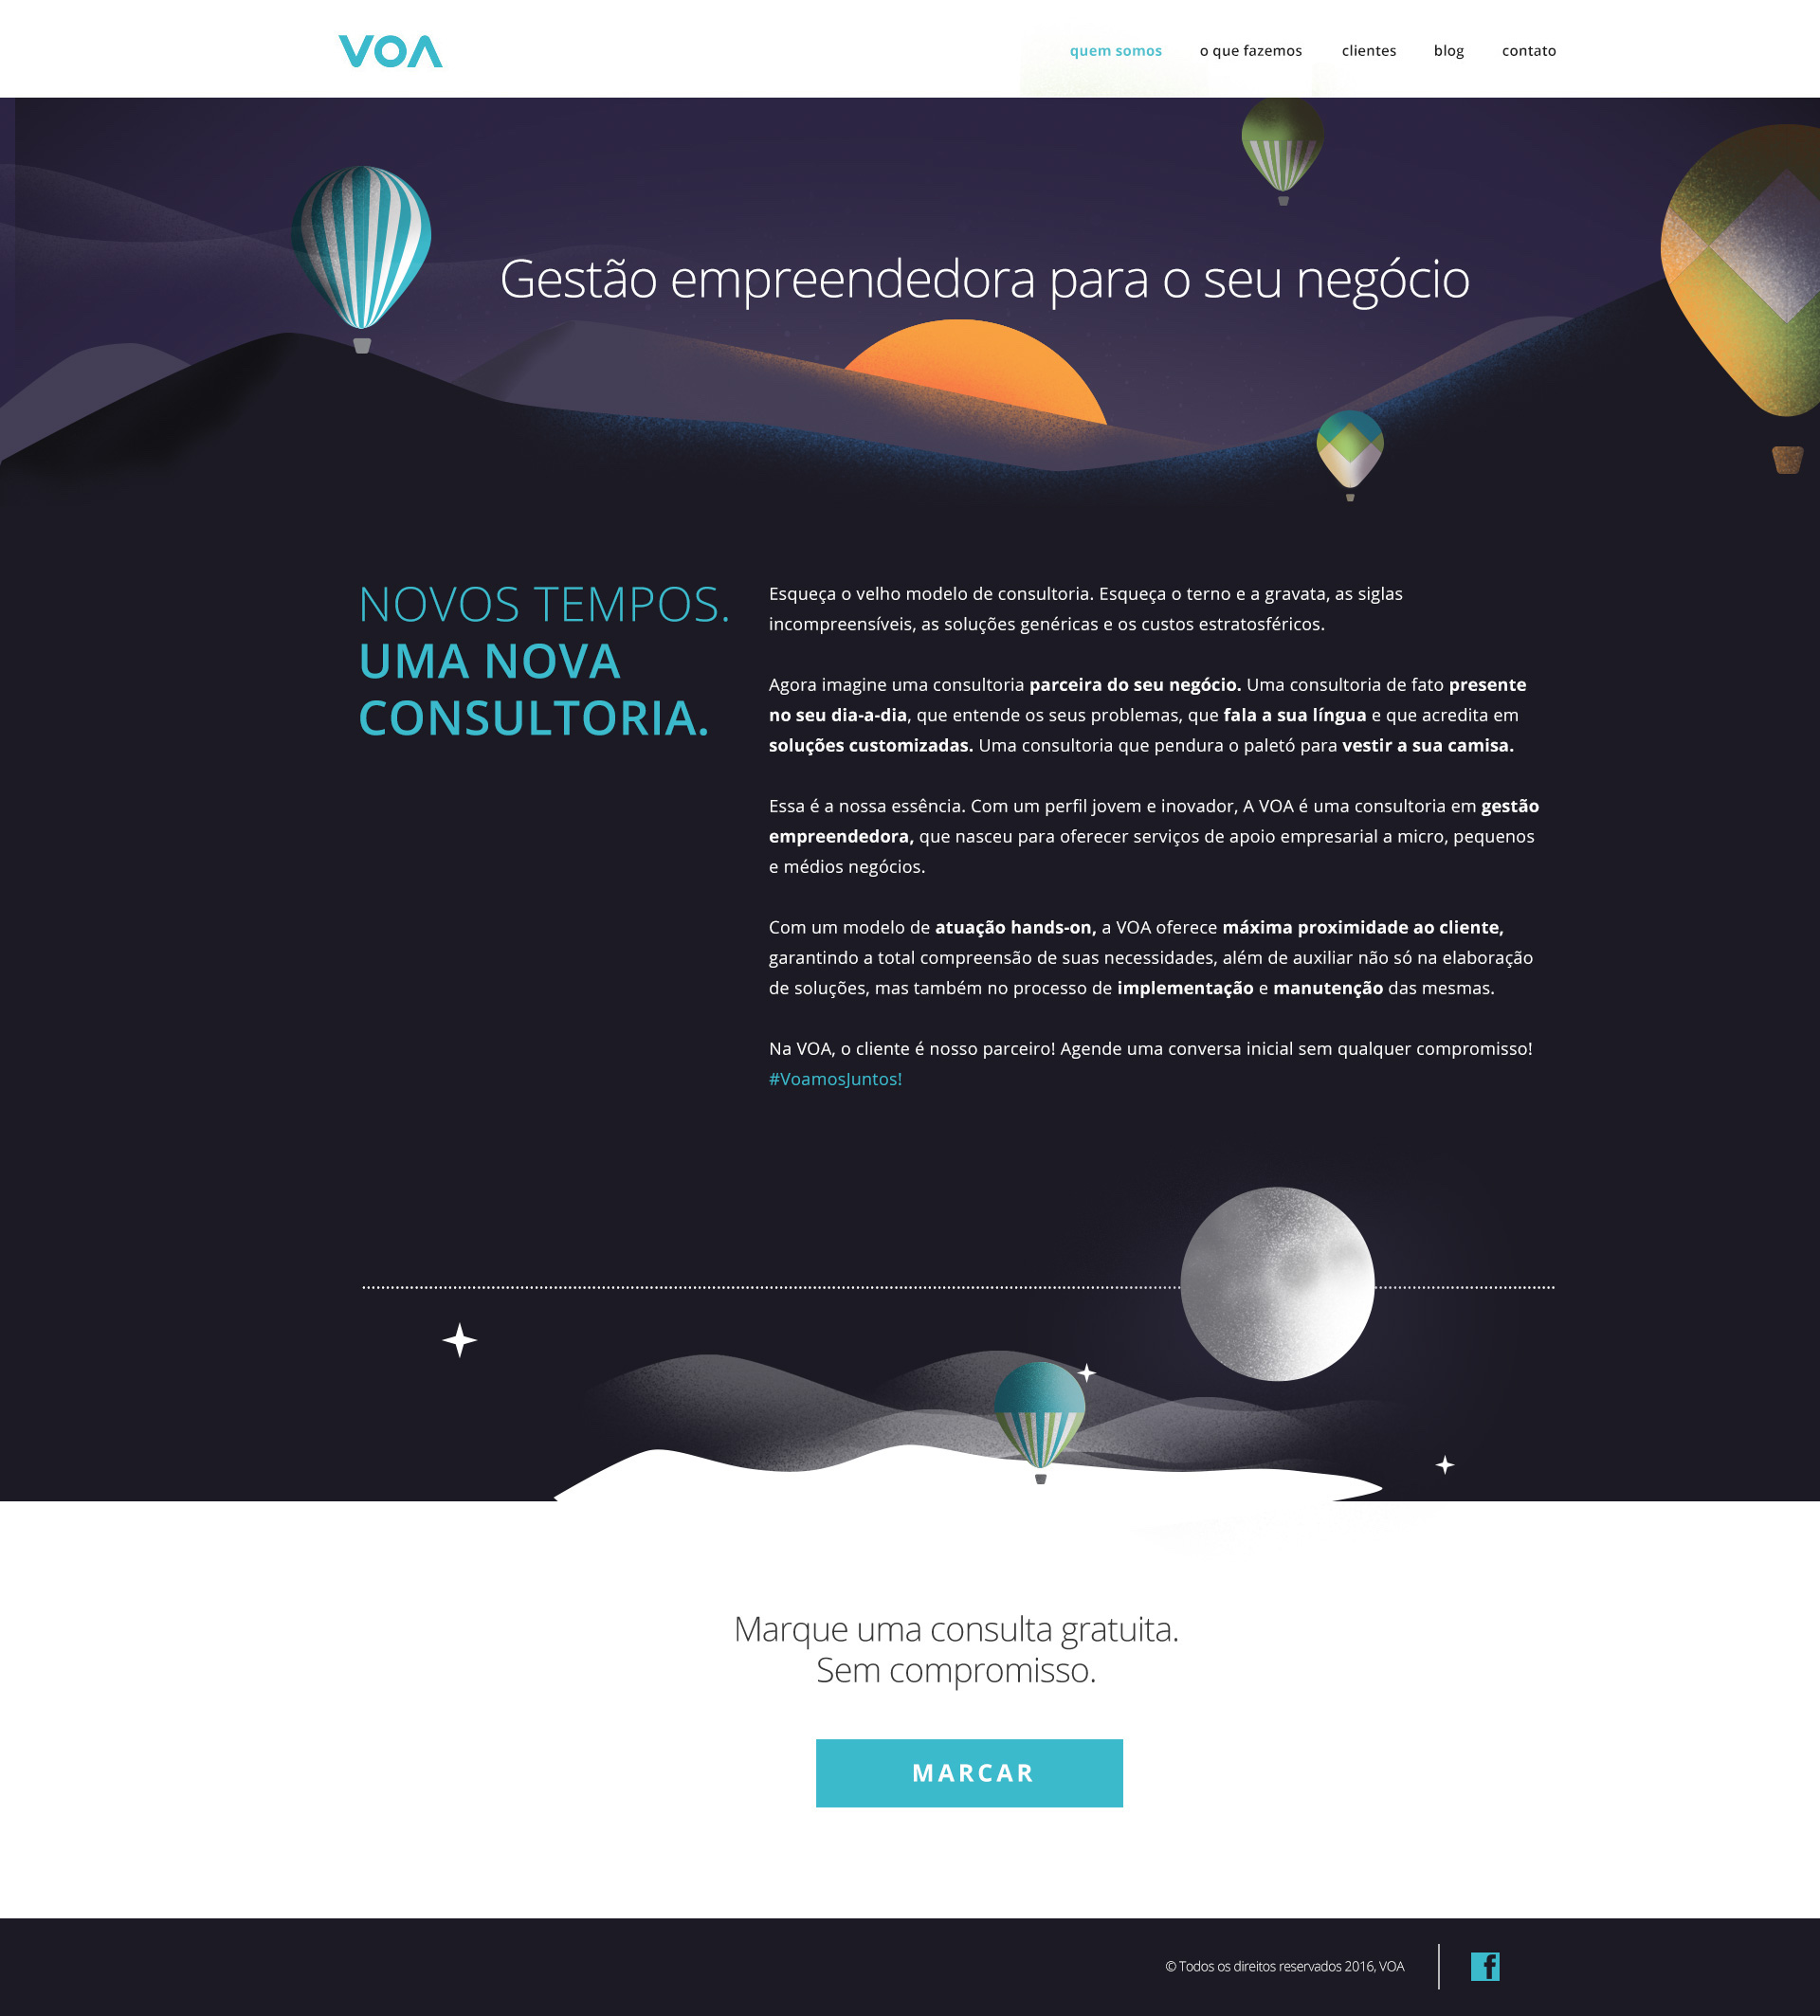 VOA
quem somos o que fazemos clientes blog contato
Gestão empreendedora para o seu negócio
NOVOS TEMPOS.
UMA NOVA
CONSULTORIA.
Esqueça o velho modelo de consultoria. Esqueça o terno e a gravata, as siglas
incompreensíveis, as soluções genéricas e os custos estratosféricos.
Agora imagine uma consultoria parceira do seu negócio. Uma consultoria de fato presente
no seu dia-a-dia, que entende os seus problemas, que fala a sua língua e que acredita em
soluções customizadas. Uma consultoria que pendura o paletó para vestir a sua camisa.
Essa é a nossa essência. Com um perfil jovem e inovador, A VOA é uma consultoria em gestão
empreendedora, que nasceu para oferecer serviços de apoio empresarial a micro, pequenos
e médios negócios.
Com um modelo de atuação hands-on, a VOA oferece máxima proximidade ao cliente,
garantindo a total compreensão de suas necessidades, além de auxiliar não só na elaboração
de soluções, mas também no processo de implementação e manutenção das mesmas.
Na VOA, o cliente é nosso parceiro! Agende uma conversa inicial sem qualquer compromisso!
#VoamosJuntos!
Marque uma consulta gratuita.
Sem compromisso.
MARCAR
© Todos os direitos reservados 2016, VOA